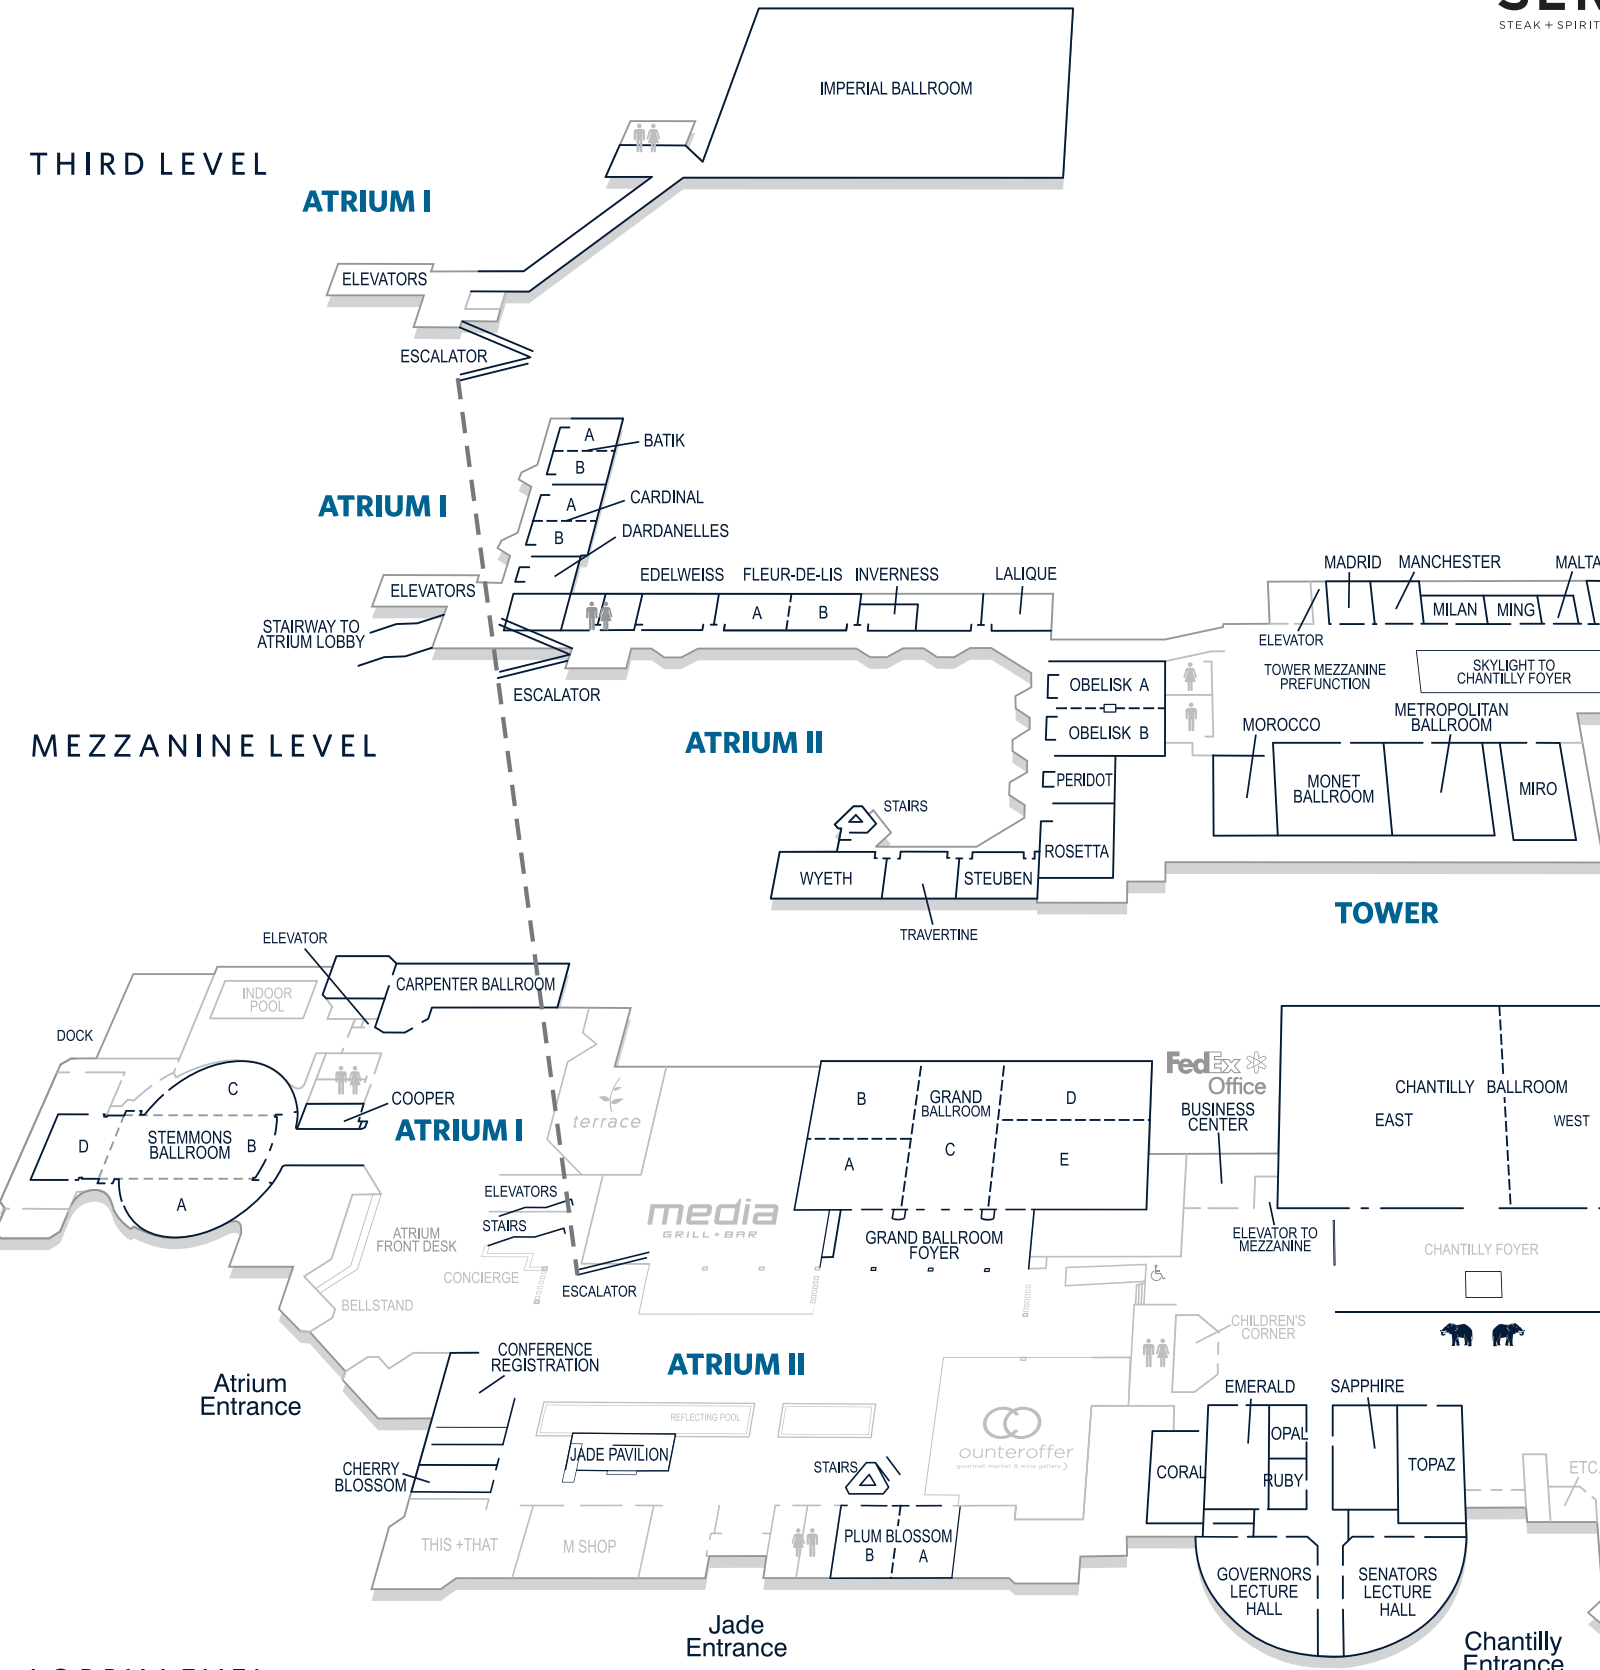 STEAK + SPIRIT
IMPERIAL BALLROOM
THIRD LEVEL
ATRIUM I
ELEVATORS
ESCALATOR
A
BATIK
B
ATRIUM I
A
CARDINAL
B
DARDANELLES
ELEVATORS
EDELWEISS
FLEUR-DE-LIS
INVERNESS
LALIQUE
A
B
STAIRWAY TO
ATRIUM LOBBY
ESCALATOR
MADRID
MANCHESTER
MALTA
MILAN
MING
ELEVATOR
TOWER MEZZANINE
PREFUNCTION
SKYLIGHT TO
CHANTILLY FOYER
OBELISK A
OBELISK B
MOROCCO
METROPOLITAN
BALLROOM
MEZZANINE LEVEL
ATRIUM II
PERIDOT
MONET
BALLROOM
MIRO
STAIRS
ROSETTA
WYETH
STEUBEN
TRAVERTINE
TOWER
ELEVATOR
CARPENTER BALLROOM
INDOOR
POOL
DOCK
C
COOPER
ATRIUM I
STEMMONS
BALLROOM
D
B
A
terrace
B
GRAND
BALLROOM
D
A
C
E
FedEx
Office
BUSINESS
CENTER
CHANTILLY BALLROOM
EAST
WEST
ELEVATORS
STAIRS
media
GRILL + BAR
GRAND BALLROOM
FOYER
ELEVATOR TO
MEZZANINE
CHANTILLY FOYER
ATRIUM
FRONT DESK
CONCIERGE
ESCALATOR
BELLSTAND
CHILDREN'S
CORNER
CONFERENCE
REGISTRATION
ATRIUM II
Atrium
Entrance
EMERALD
SAPPHIRE
REFLECTING POOL
JADE PAVILION
counteroffer
gourmet market & wine gallery
OPAL
CORAL
RUBY
TOPAZ
ETC.
CHERRY
BLOSSOM
STAIRS
THIS +THAT
M SHOP
PLUM BLOSSOM
B
A
GOVERNORS
LECTURE
HALL
SENATORS
LECTURE
HALL
Jade
Entrance
Chantilly
Entrance